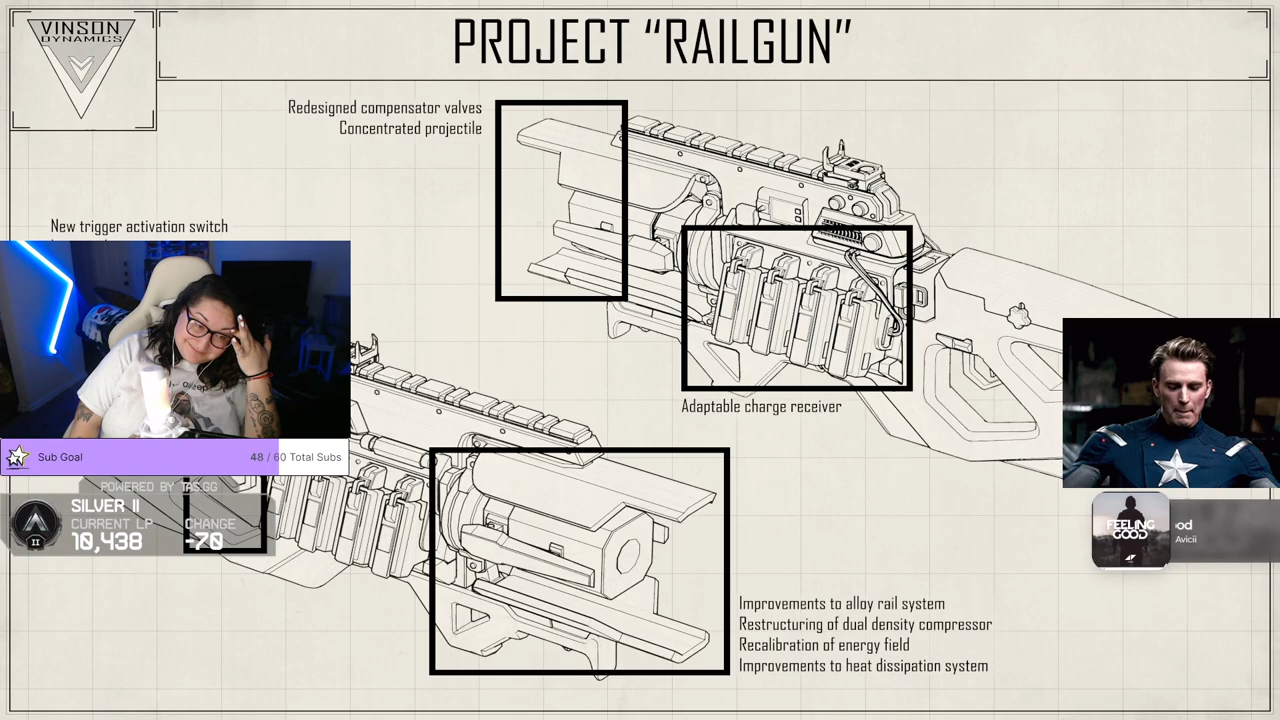 VINSON
DYNAMICS
PROJECT “RAILGUN”
Redesigned compensator valves
Concentrated projectile
New trigger activation switch
Adaptable charge receiver
Sub Goal
48 / 60 Total Subs
POWERED BY TAS.GG
SILVER II
CURRENT LP
CHANGE
10,438
-70
II
FEELING
GOOD
Avicii
Improvements to alloy rail system
Restructuring of dual density compressor
Recalibration of energy field
Improvements to heat dissipation system